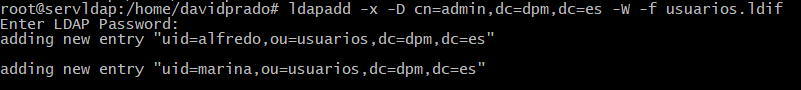 root@servldap:/home/davidprado# ldapadd -x -D cn=admin,dc=dpm,dc=es -W -f usuarios.ldif
Enter LDAP Password:
adding new entry "uid=alfredo,ou=usuarios,dc=dpm,dc=es"
adding new entry "uid=marina,ou=usuarios,dc=dpm,dc=es"